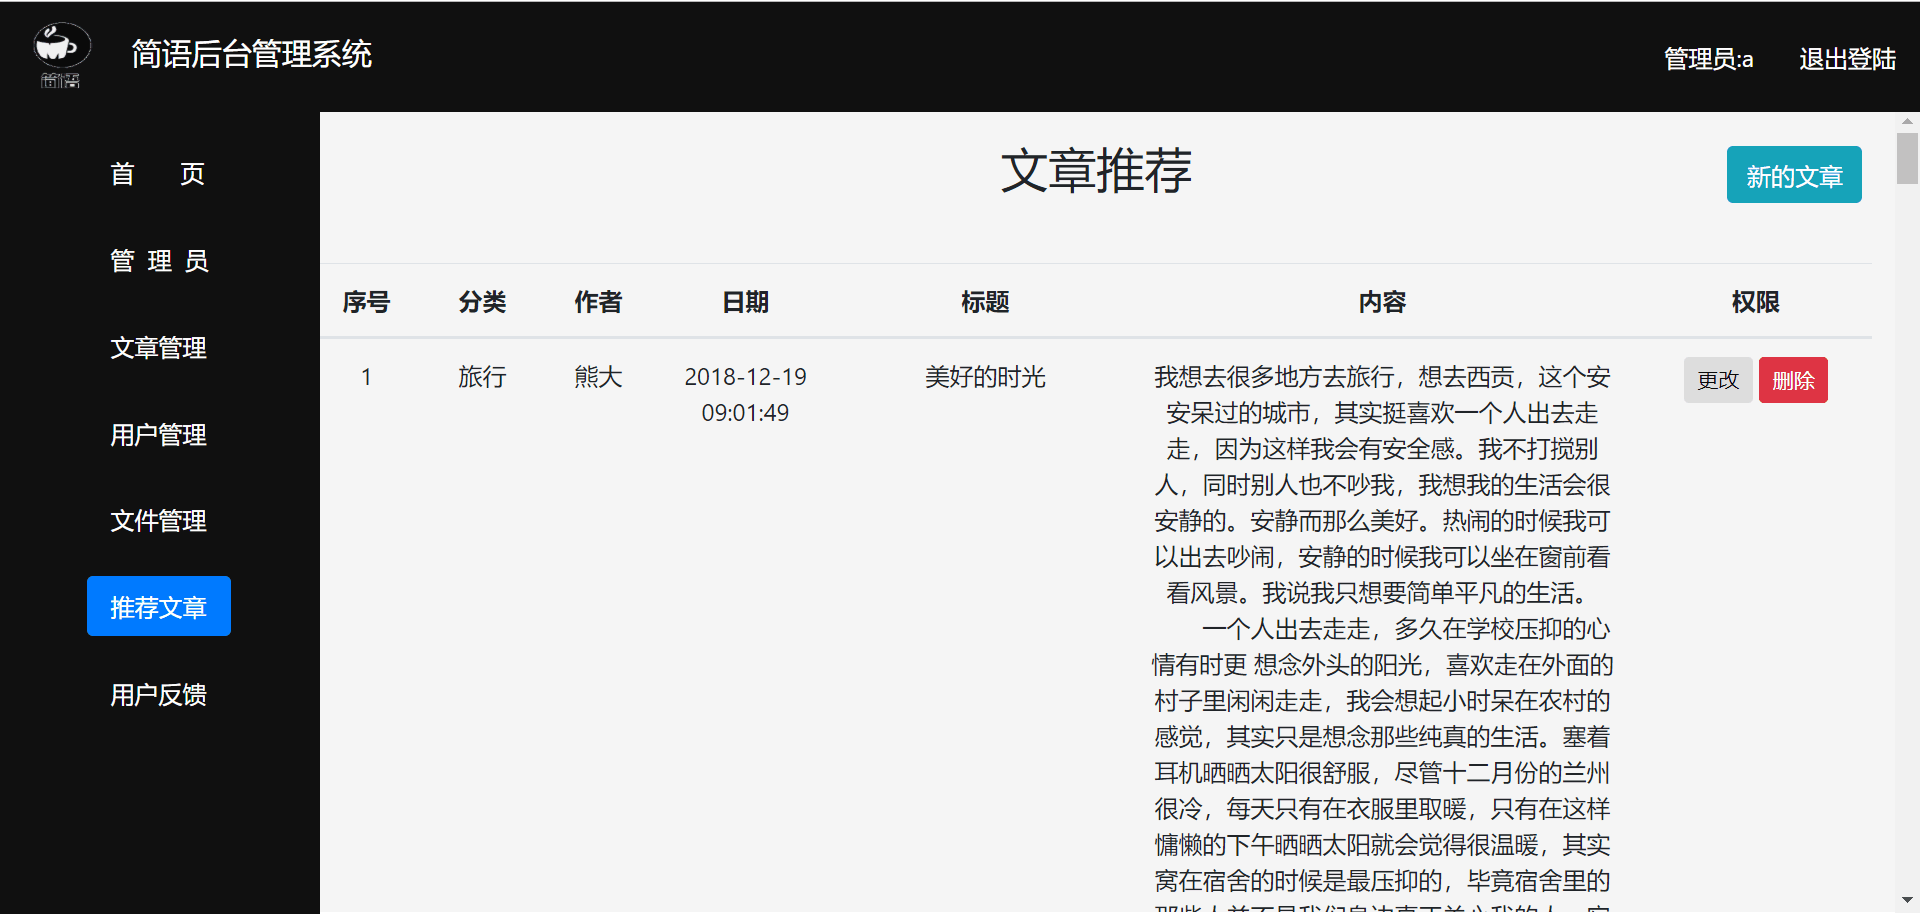 简语
简语后台管理系统
管理员:a
退出登陆
首 页
管 理 员
文章管理
用户管理
文件管理
推荐文章
用户反馈
文章推荐
新的文章
序号 分类 作者 日期 标题 内容 权限
1 旅行 熊大 2018-12-19 09:01:49 美好的时光
我想去很多地方去旅行，想去西贡，这个安
安呆过的城市，其实挺喜欢一个人出去走
走，因为这样我会有安全感。我不打搅别
人，同时别人也不吵我，我想我的生活会很
安静的。安静而那么美好。热闹的时候我可
以出去吵闹，安静的时候我可以坐在窗前看
看风景。我说我只想要简单平凡的生活。
一个人出去走走，多久在学校压抑的心
情有时更 想念外头的阳光，喜欢走在外面的
村子里闲闲走走，我会想起小时呆在农村的
感觉，其实只是想念那些纯真的生活。塞着
耳机晒晒太阳很舒服，尽管十二月份的兰州
很冷，每天只有在衣服里取暖，只有在这样
慵懒的下午晒晒太阳就会觉得很温暖，其实
窝在宿舍的时候是最压抑的，毕竟宿舍里的
更改 删除